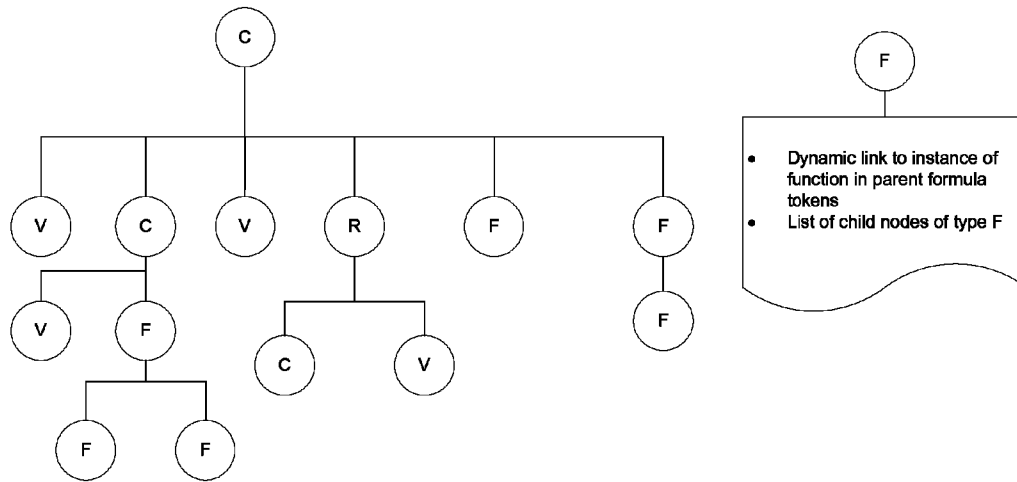 C
F
• Dynamic link to instance of
function in parent formula
tokens
• List of child nodes of type F
V
C
V
R
F
F
V
F
F
C
V
F
F